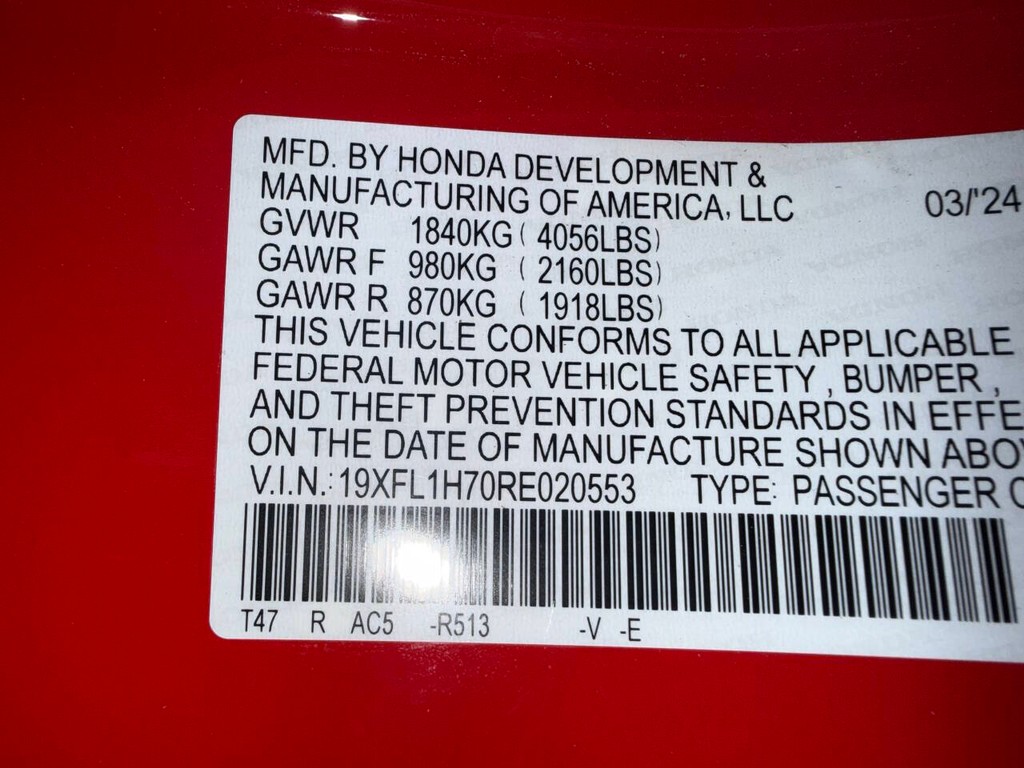 MFD. BY HONDA DEVELOPMENT &
MANUFACTURING OF AMERICA, LLC 03/'24
GVWR 1840KG ( 4056LBS)
GAWR F 980KG ( 2160LBS)
GAWR R 870KG ( 1918LBS)
THIS VEHICLE CONFORMS TO ALL APPLICABLE
FEDERAL MOTOR VEHICLE SAFETY , BUMPER ,
AND THEFT PREVENTION STANDARDS IN EFFE
ON THE DATE OF MANUFACTURE SHOWN ABO
V.I.N.: 19XFL1H70RE020553 TYPE: PASSENGER C
T47 R AC5 -R513 -V -E